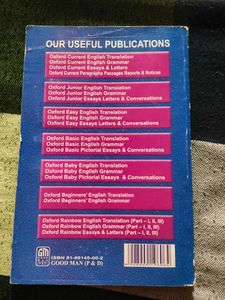 OUR USEFUL PUBLICATIONS
Oxford Current English Translation
Oxford Current English Grammar
Oxford Current Essays & Letters
Oxford Current Paragraphs Passages Reports & Notices
Oxford Junior English Translation
Oxford Junior English Grammar
Oxford Junior Essays Letters & Conversations
Oxford Easy English Translation
Oxford Easy English Grammar
Oxford Easy Essays Letters & Conversations
Oxford Basic English Translation
Oxford Basic English Grammar
Oxford Basic Pictorial Essays & Conversations
Oxford Baby English Translation
Oxford Baby English Grammar
Oxford Baby Pictorial Essays & Conversations
Oxford Beginners' English Translation
Oxford Beginners' English Grammar
Oxford Rainbow English Translation (Part – I, II, III)
Oxford Rainbow English Grammar (Part – I, II, III)
Oxford Rainbow Essays & Letters (Part – I, II, III)
GM
ISBN 81-89145-00-2
GOOD MAN (P & D)